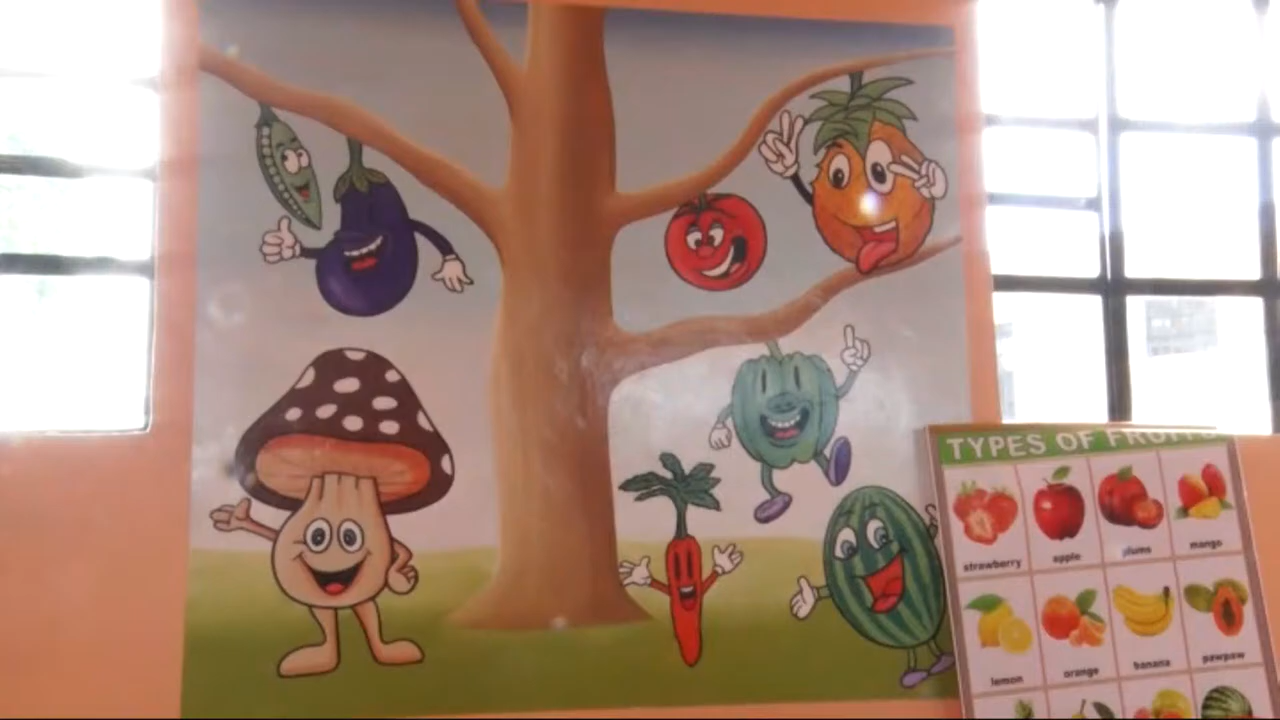 TYPES OF FRUITS
strawberry apple plums mango
lemon orange banana pawpaw